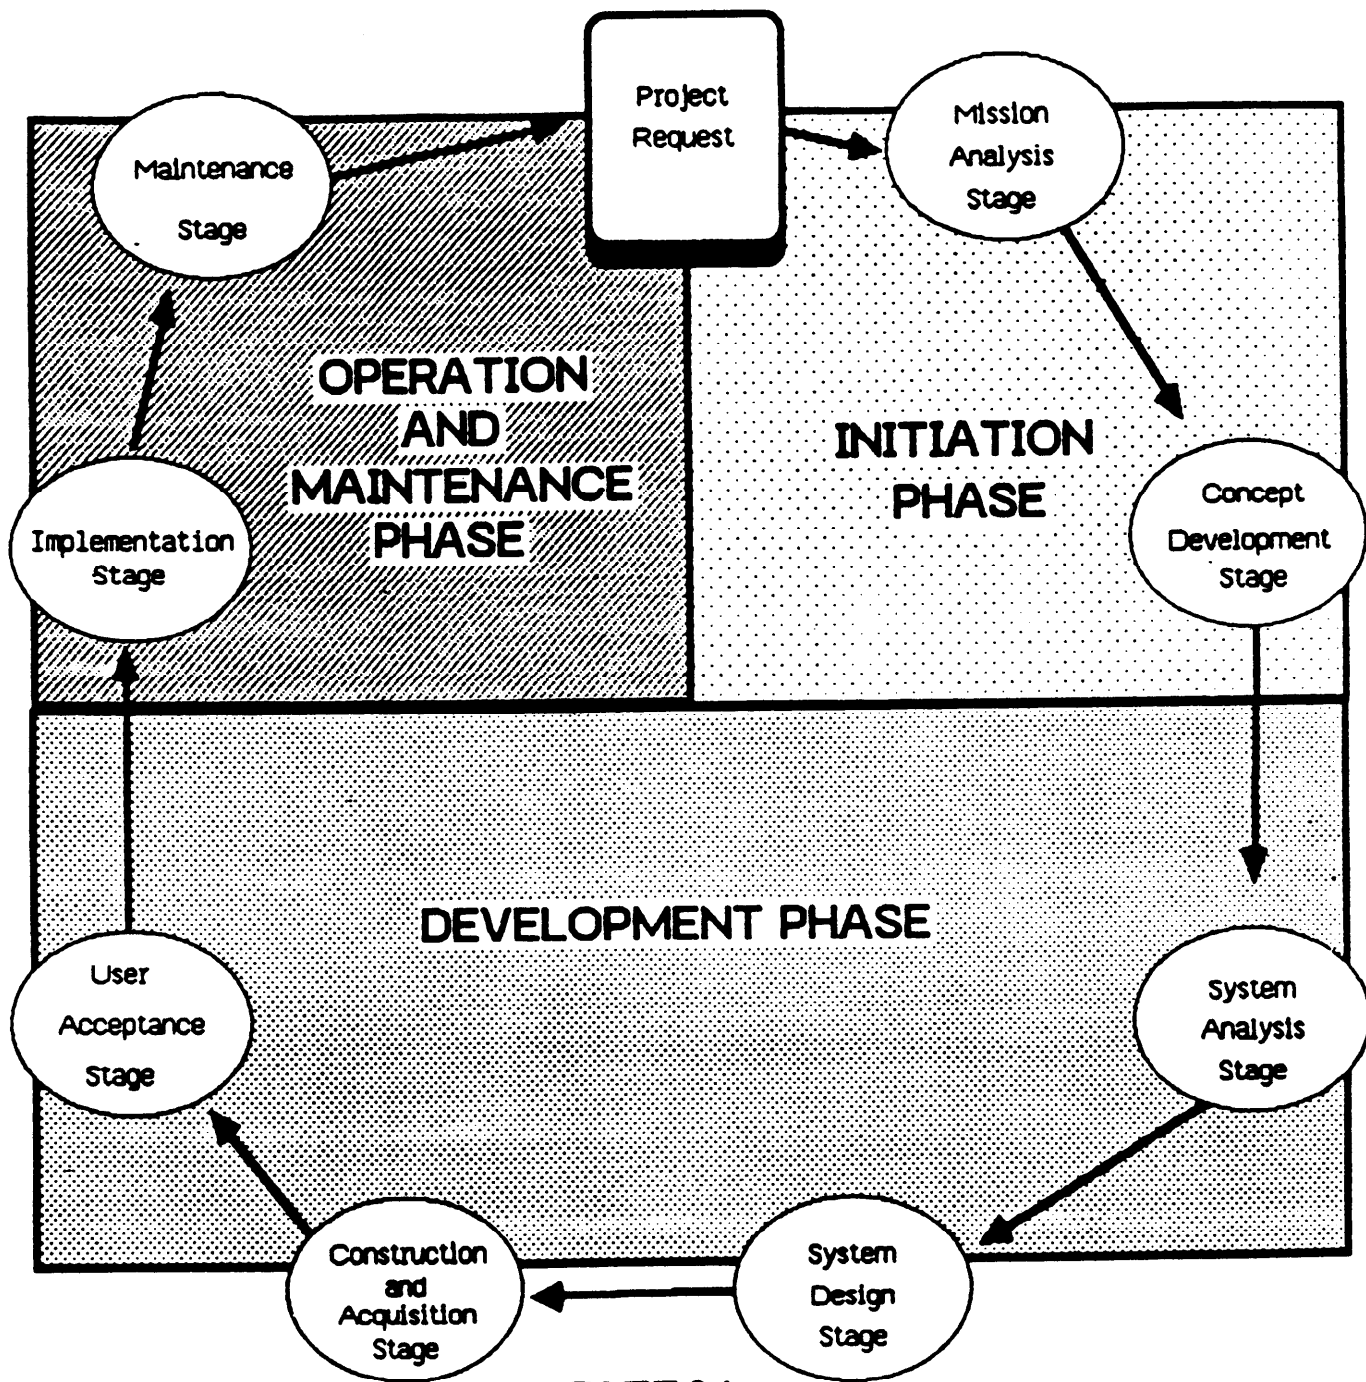 Project
Request
Mission
Analysis
Stage
Maintenance
Stage
OPERATION
AND
MAINTENANCE
PHASE
INITIATION
PHASE
Concept
Development
Stage
Implementation
Stage
DEVELOPMENT PHASE
User
Acceptance
Stage
System
Analysis
Stage
Construction
and
Acquisition
Stage
System
Design
Stage